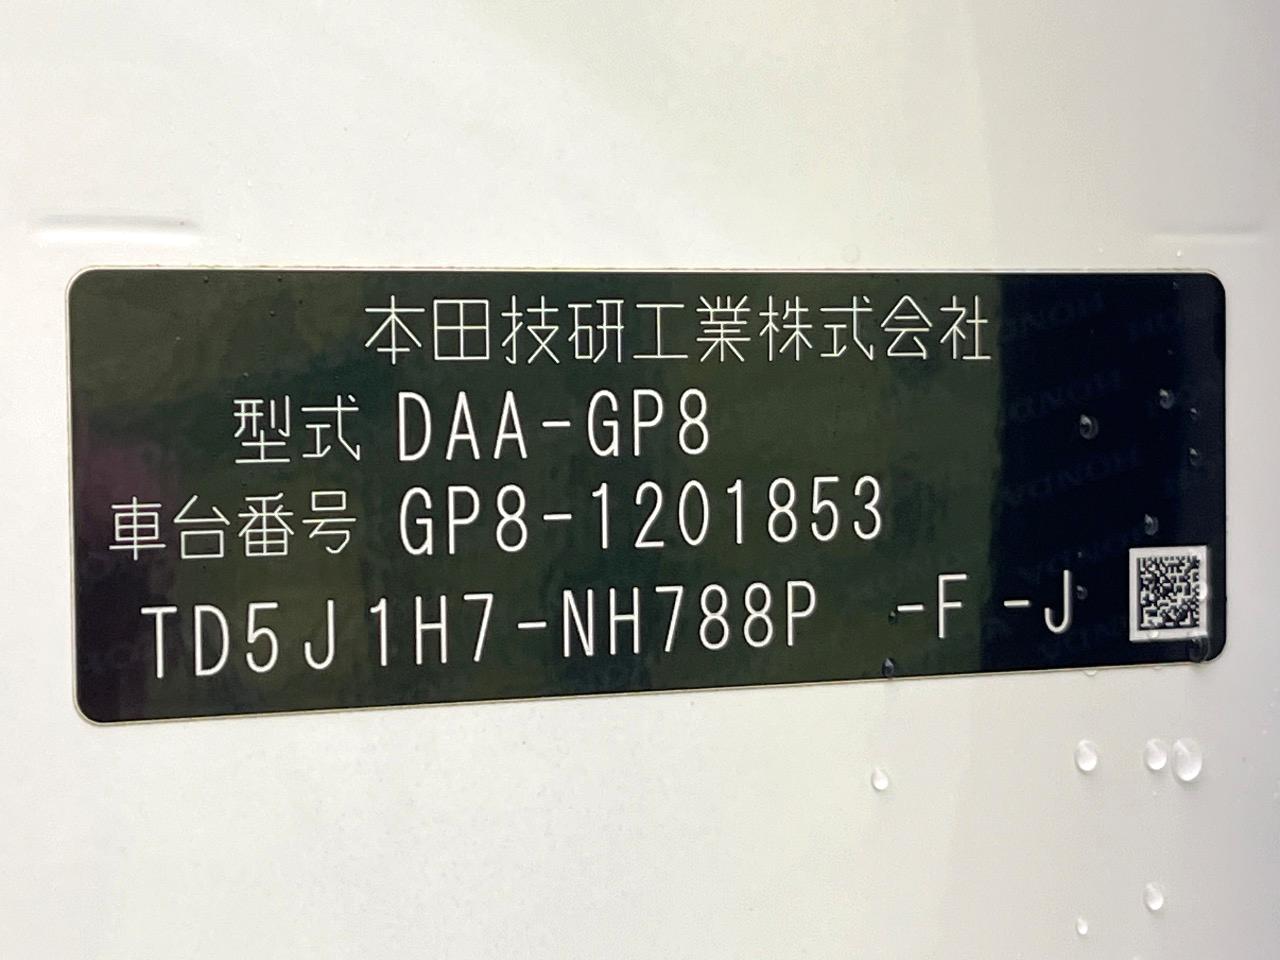 本田技研工業株式会社
型式 DAA-GP8
車台番号 GP8-1201853
TD5J1H7-NH788P -F -J